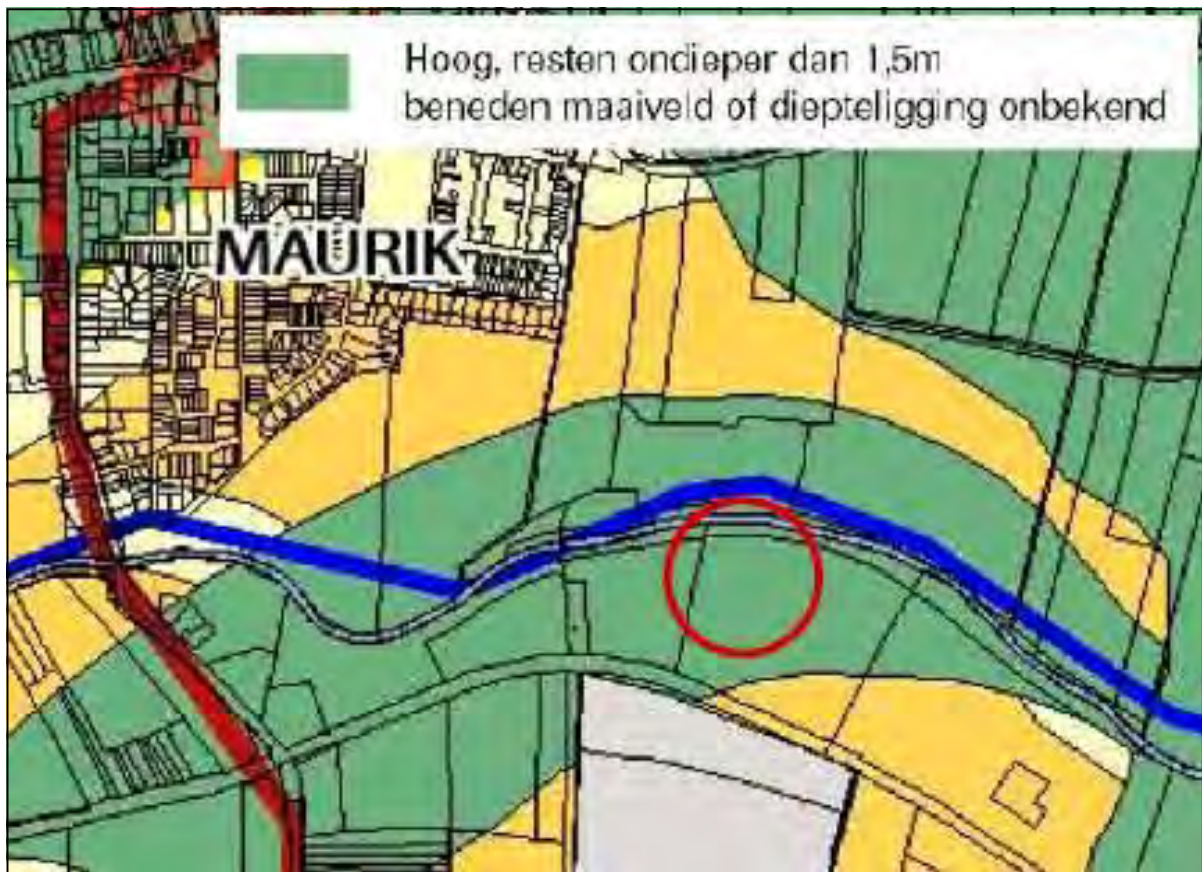 Hoog, resten ondieper dan 1,5m
beneden maaiveld of diepteligging onbekend
MAURIK